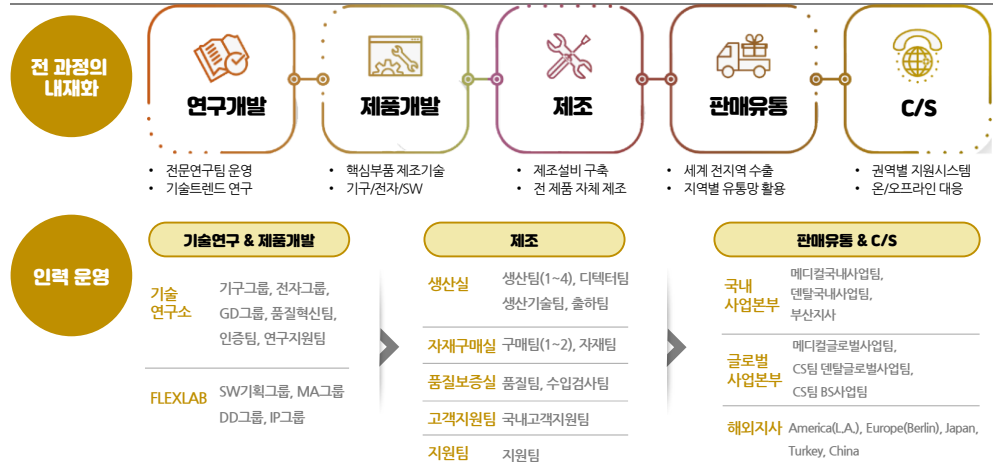 전 과정의
내재화
연구개발
제품개발
제조
판매유통
C/S
• 전문연구팀 운영
• 기술트렌드 연구
• 핵심부품 제조기술
• 기구/전자/SW
• 제조설비 구축
• 전 제품 자체 제조
• 세계 전지역 수출
• 지역별 유통망 활용
• 권역별 지원시스템
• 온/오프라인 대응
인력 운영
기술연구 & 제품개발
기술
연구소
기구그룹, 전자그룹,
GD그룹, 품질혁신팀,
인증팀, 연구지원팀
FLEXLAB
SW기획그룹, MA그룹
DD그룹, IP그룹
제조
생산실
생산팀(1~4), 디텍터팀
생산기술팀, 출하팀
자재구매실 구매팀(1~2), 자재팀
품질보증실 품질팀, 수입검사팀
고객지원팀 국내고객지원팀
지원팀 지원팀
판매유통 & C/S
국내
사업본부
메디컬국내사업팀,
덴탈국내사업팀,
부산지사
글로벌
사업본부
메디컬글로벌사업팀,
CS팀 덴탈글로벌사업팀,
CS팀 BS사업팀
해외지사
America(L.A.), Europe(Berlin), Japan,
Turkey, China